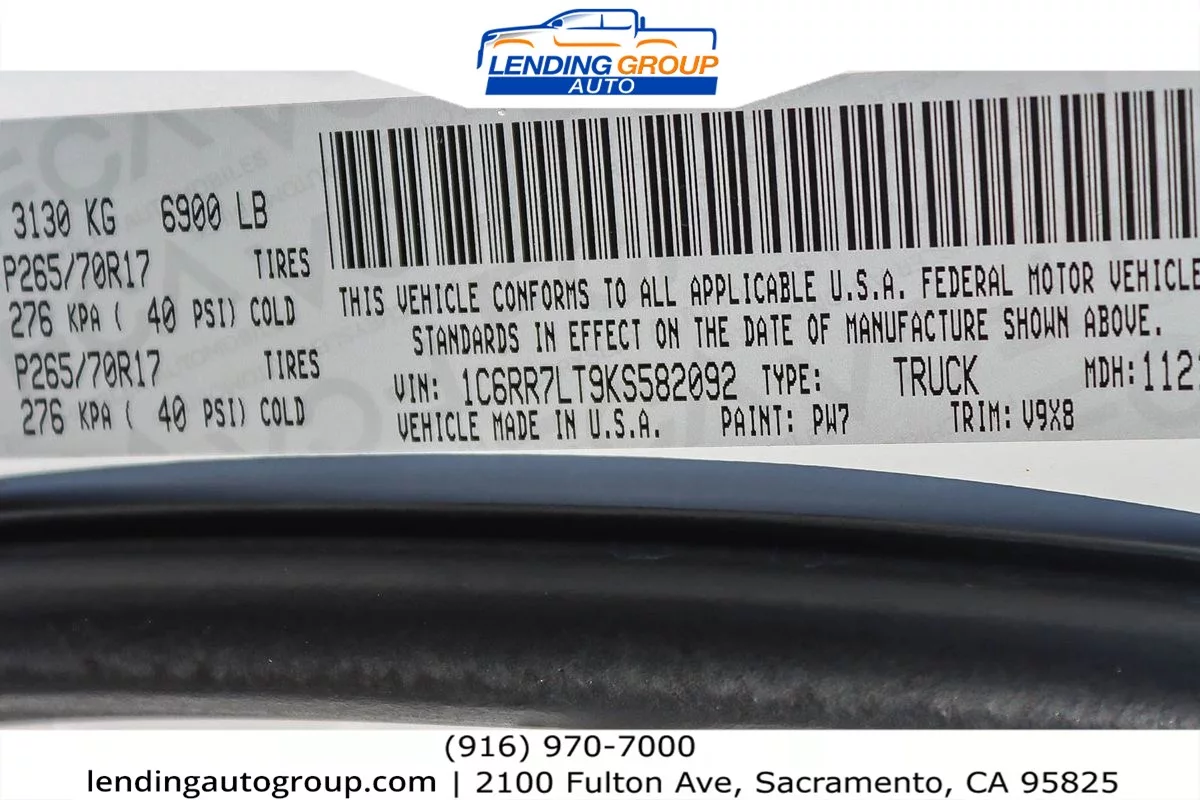 LENDING GROUP
AUTO
3130 KG 6900 LB
P265/70R17 TIRES
276 KPA ( 40 PSI) COLD
P265/70R17 TIRES
276 KPA ( 40 PSI) COLD
THIS VEHICLE CONFORMS TO ALL APPLICABLE U.S.A. FEDERAL MOTOR VEHICLE
STANDARDS IN EFFECT ON THE DATE OF MANUFACTURE SHOWN ABOVE.
VIN: 1C6RR7LT9KS582092 TYPE: TRUCK MDH: 112
VEHICLE MADE IN U.S.A. PAINT: PW7 TRIM: V9X8
(916) 970-7000
lendingautogroup.com | 2100 Fulton Ave, Sacramento, CA 95825